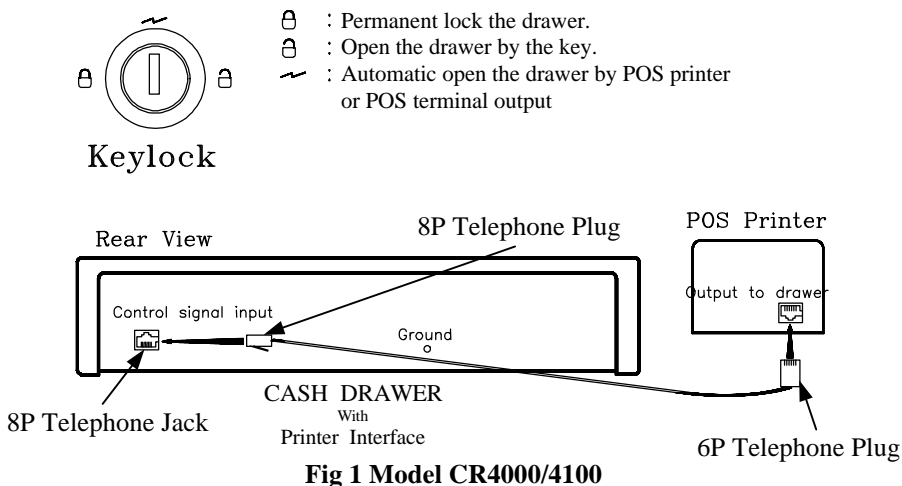 : Permanent lock the drawer.
: Open the drawer by the key.
: Automatic open the drawer by POS printer
or POS terminal output
Keylock
8P Telephone Plug
POS Printer
Rear View
Output to drawer
Control signal input
Ground
CASH DRAWER
With
Printer Interface
8P Telephone Jack
6P Telephone Plug
Fig 1 Model CR4000/4100